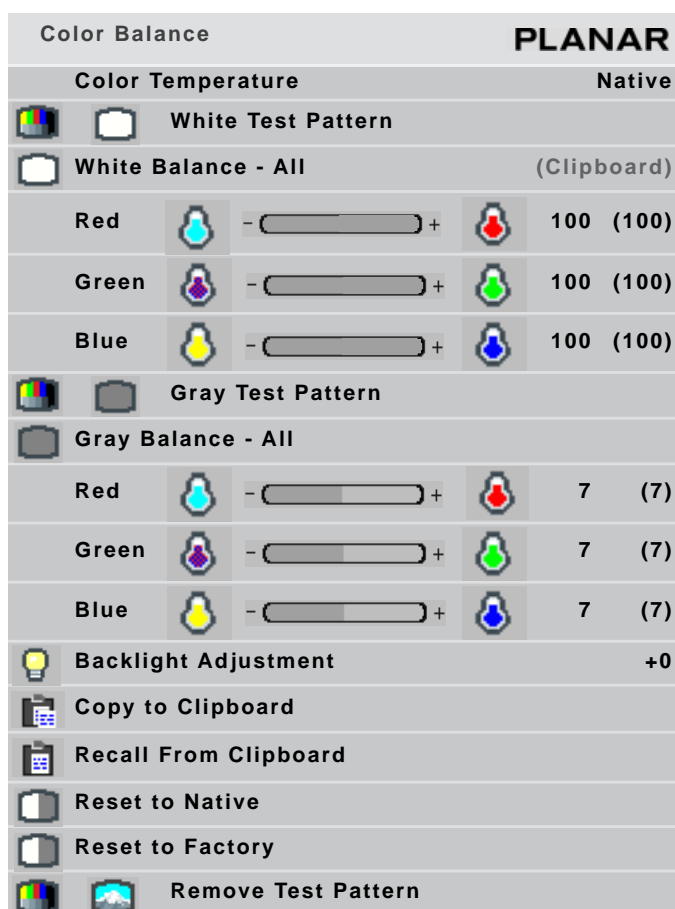 Color Balance PLANAR
Color Temperature Native
White Test Pattern
White Balance - All (Clipboard)
Red - + 100 (100)
Green - + 100 (100)
Blue - + 100 (100)
Gray Test Pattern
Gray Balance - All
Red - + 7 (7)
Green - + 7 (7)
Blue - + 7 (7)
Backlight Adjustment +0
Copy to Clipboard
Recall From Clipboard
Reset to Native
Reset to Factory
Remove Test Pattern